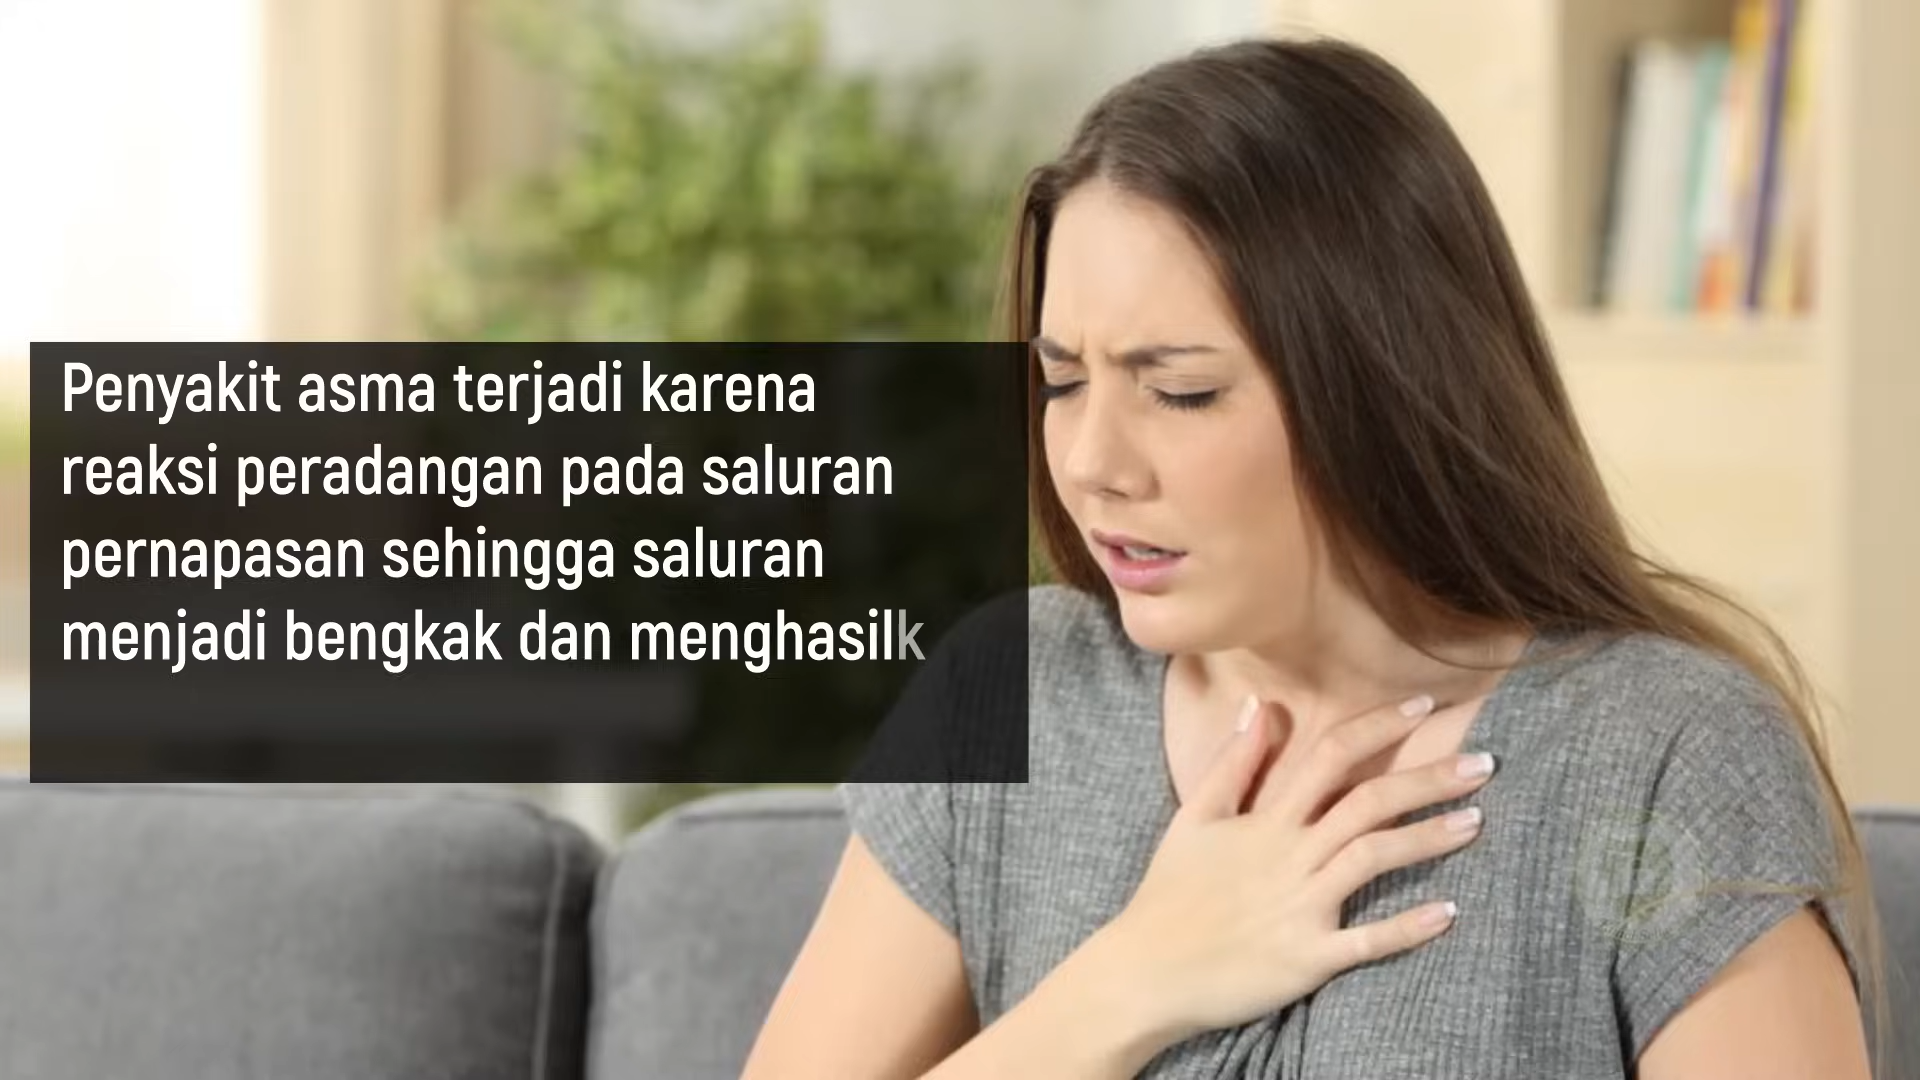 Penyakit asma terjadi karena
reaksi peradangan pada saluran
pernapasan sehingga saluran
menjadi bengkak dan menghasilk